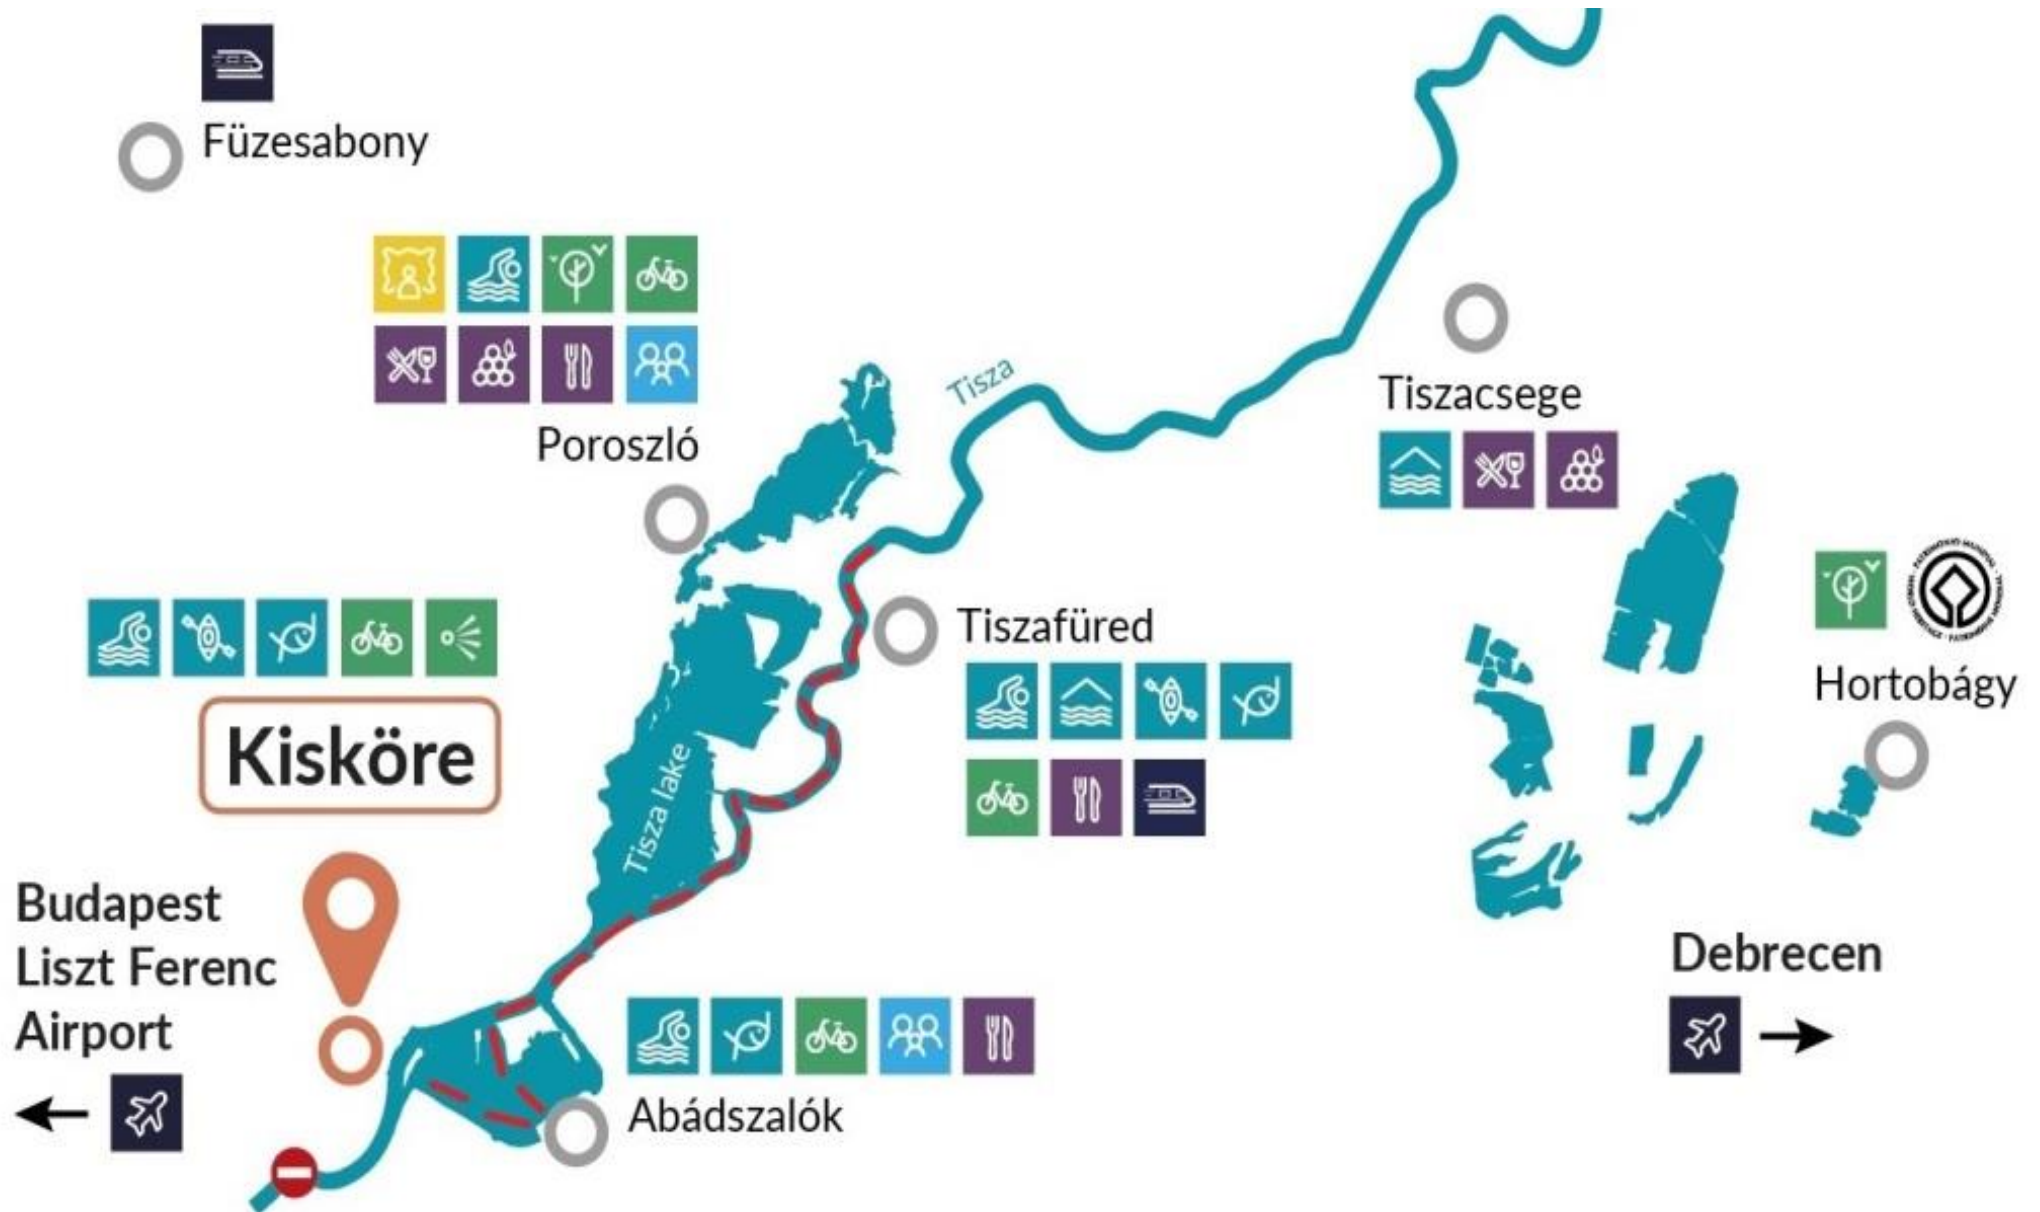 Füzesabony
Poroszló
Tisza
Tiszacsege
Kisköre
Tisza lake
Tiszafüred
Hortobágy
Budapest
Liszt Ferenc
Airport
Debrecen
Abádszalók